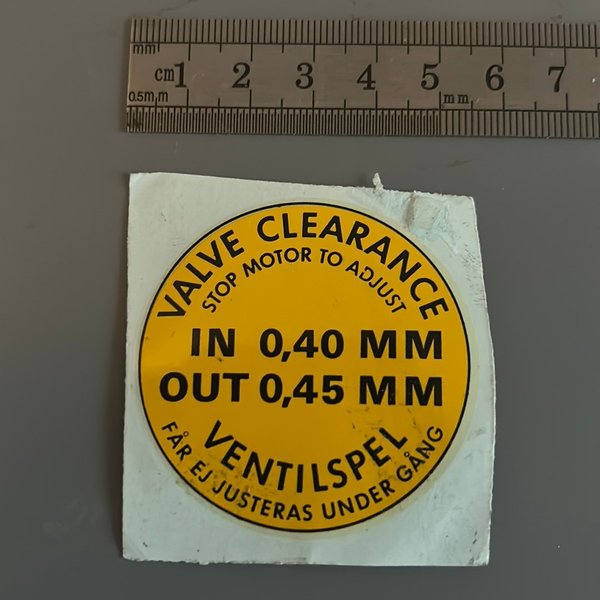 mm
cm 1 2 3 4 5 6 7
0.5mm mm
VALVE CLEARANCE
STOP MOTOR TO ADJUST
IN 0,40 MM
OUT 0,45 MM
VENTILSPEL
FÅR EJ JUSTERAS UNDER GÅNG